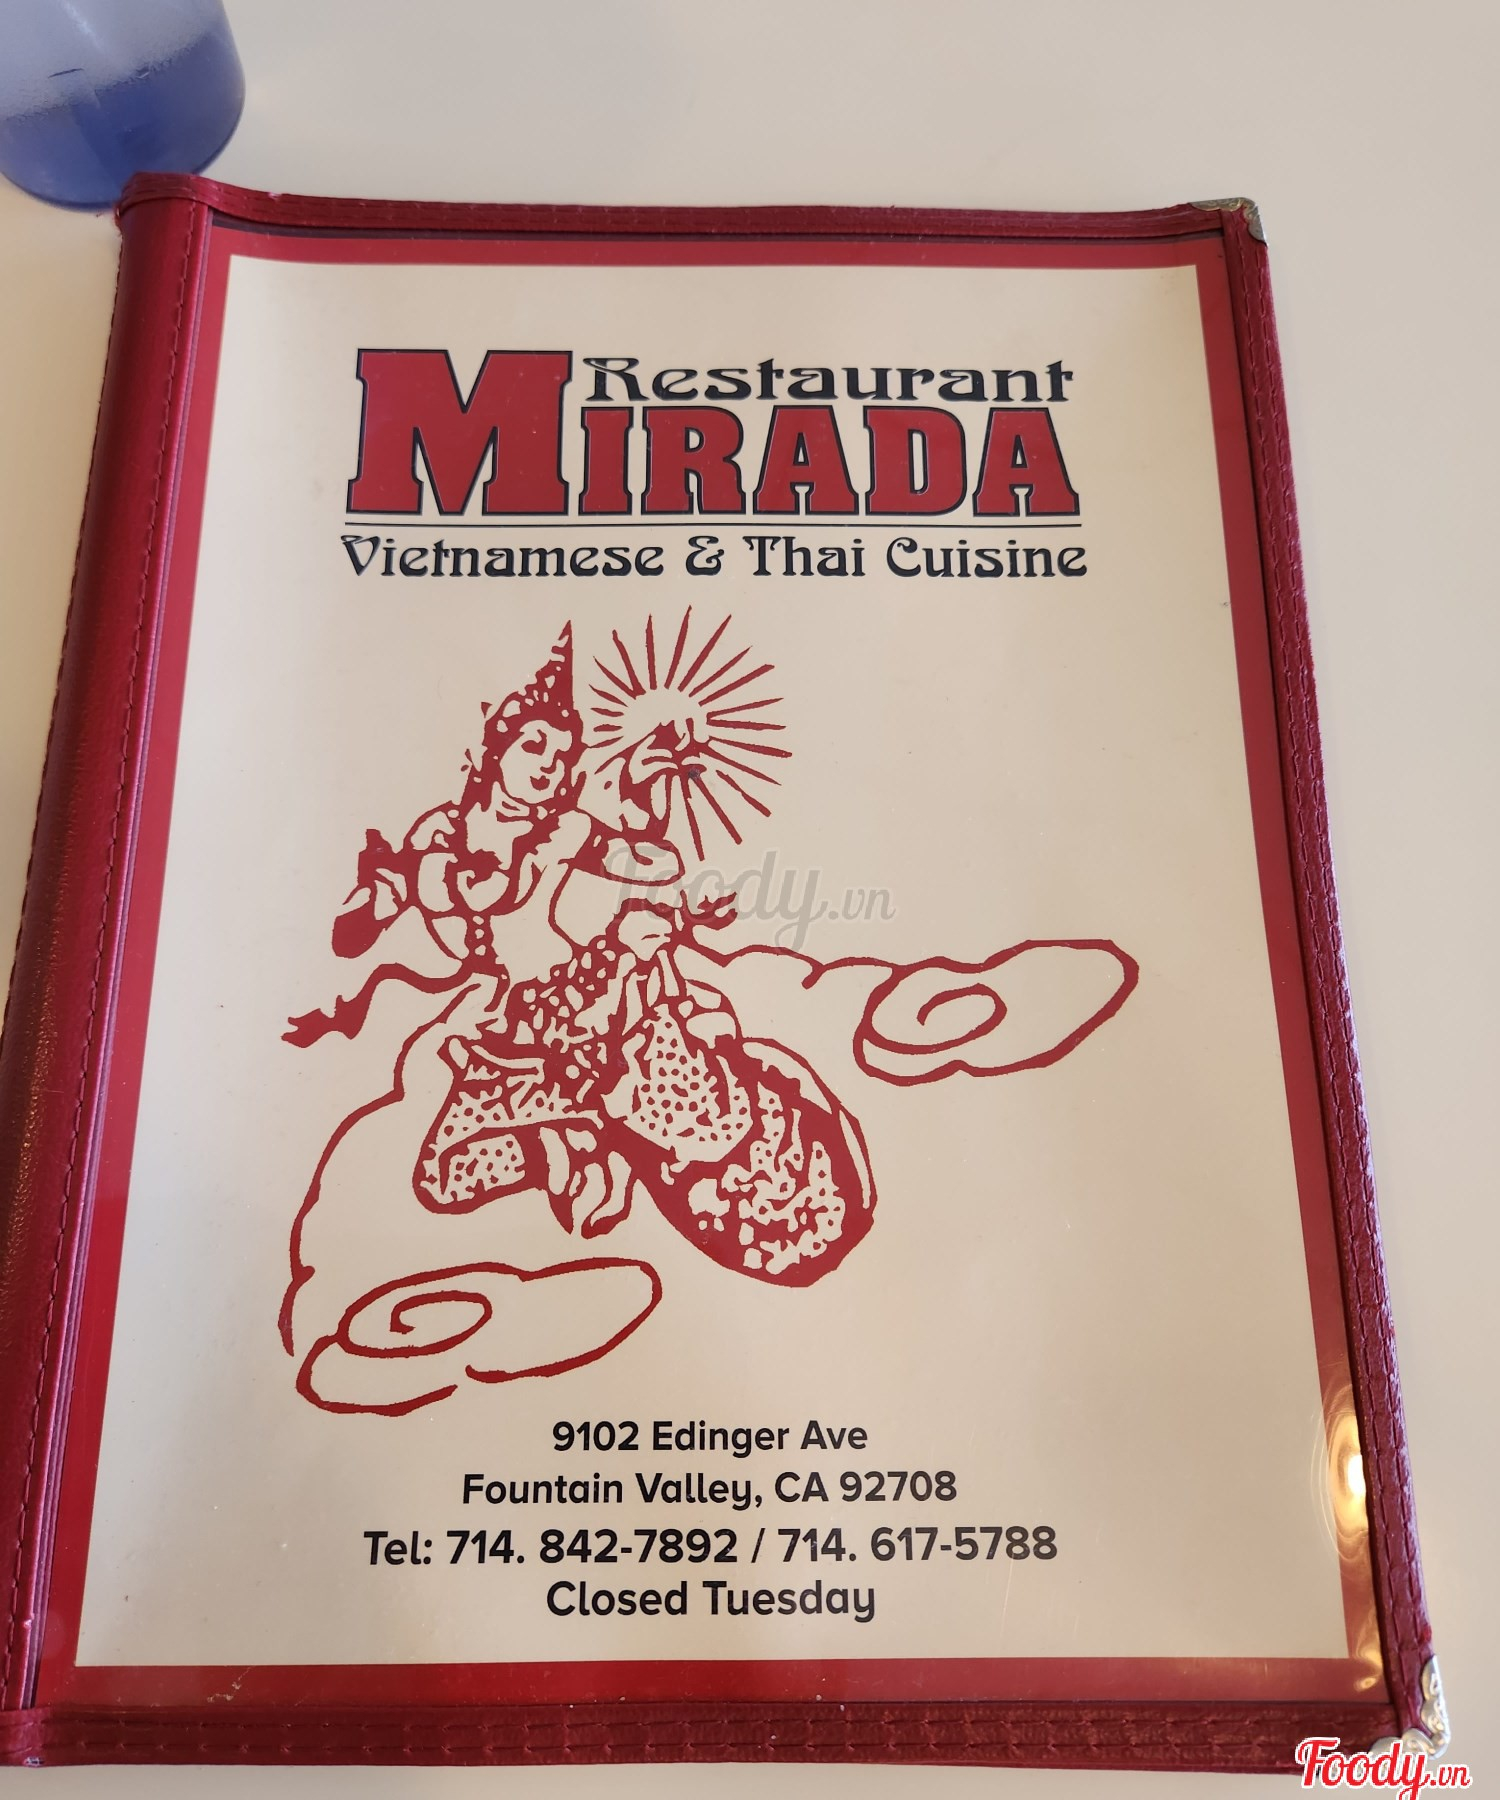 Restaurant
MIRADA
Vietnamese & Thai Cuisine
Foody.vn
9102 Edinger Ave
Fountain Valley, CA 92708
Tel: 714. 842-7892 / 714. 617-5788
Closed Tuesday
Foody.vn